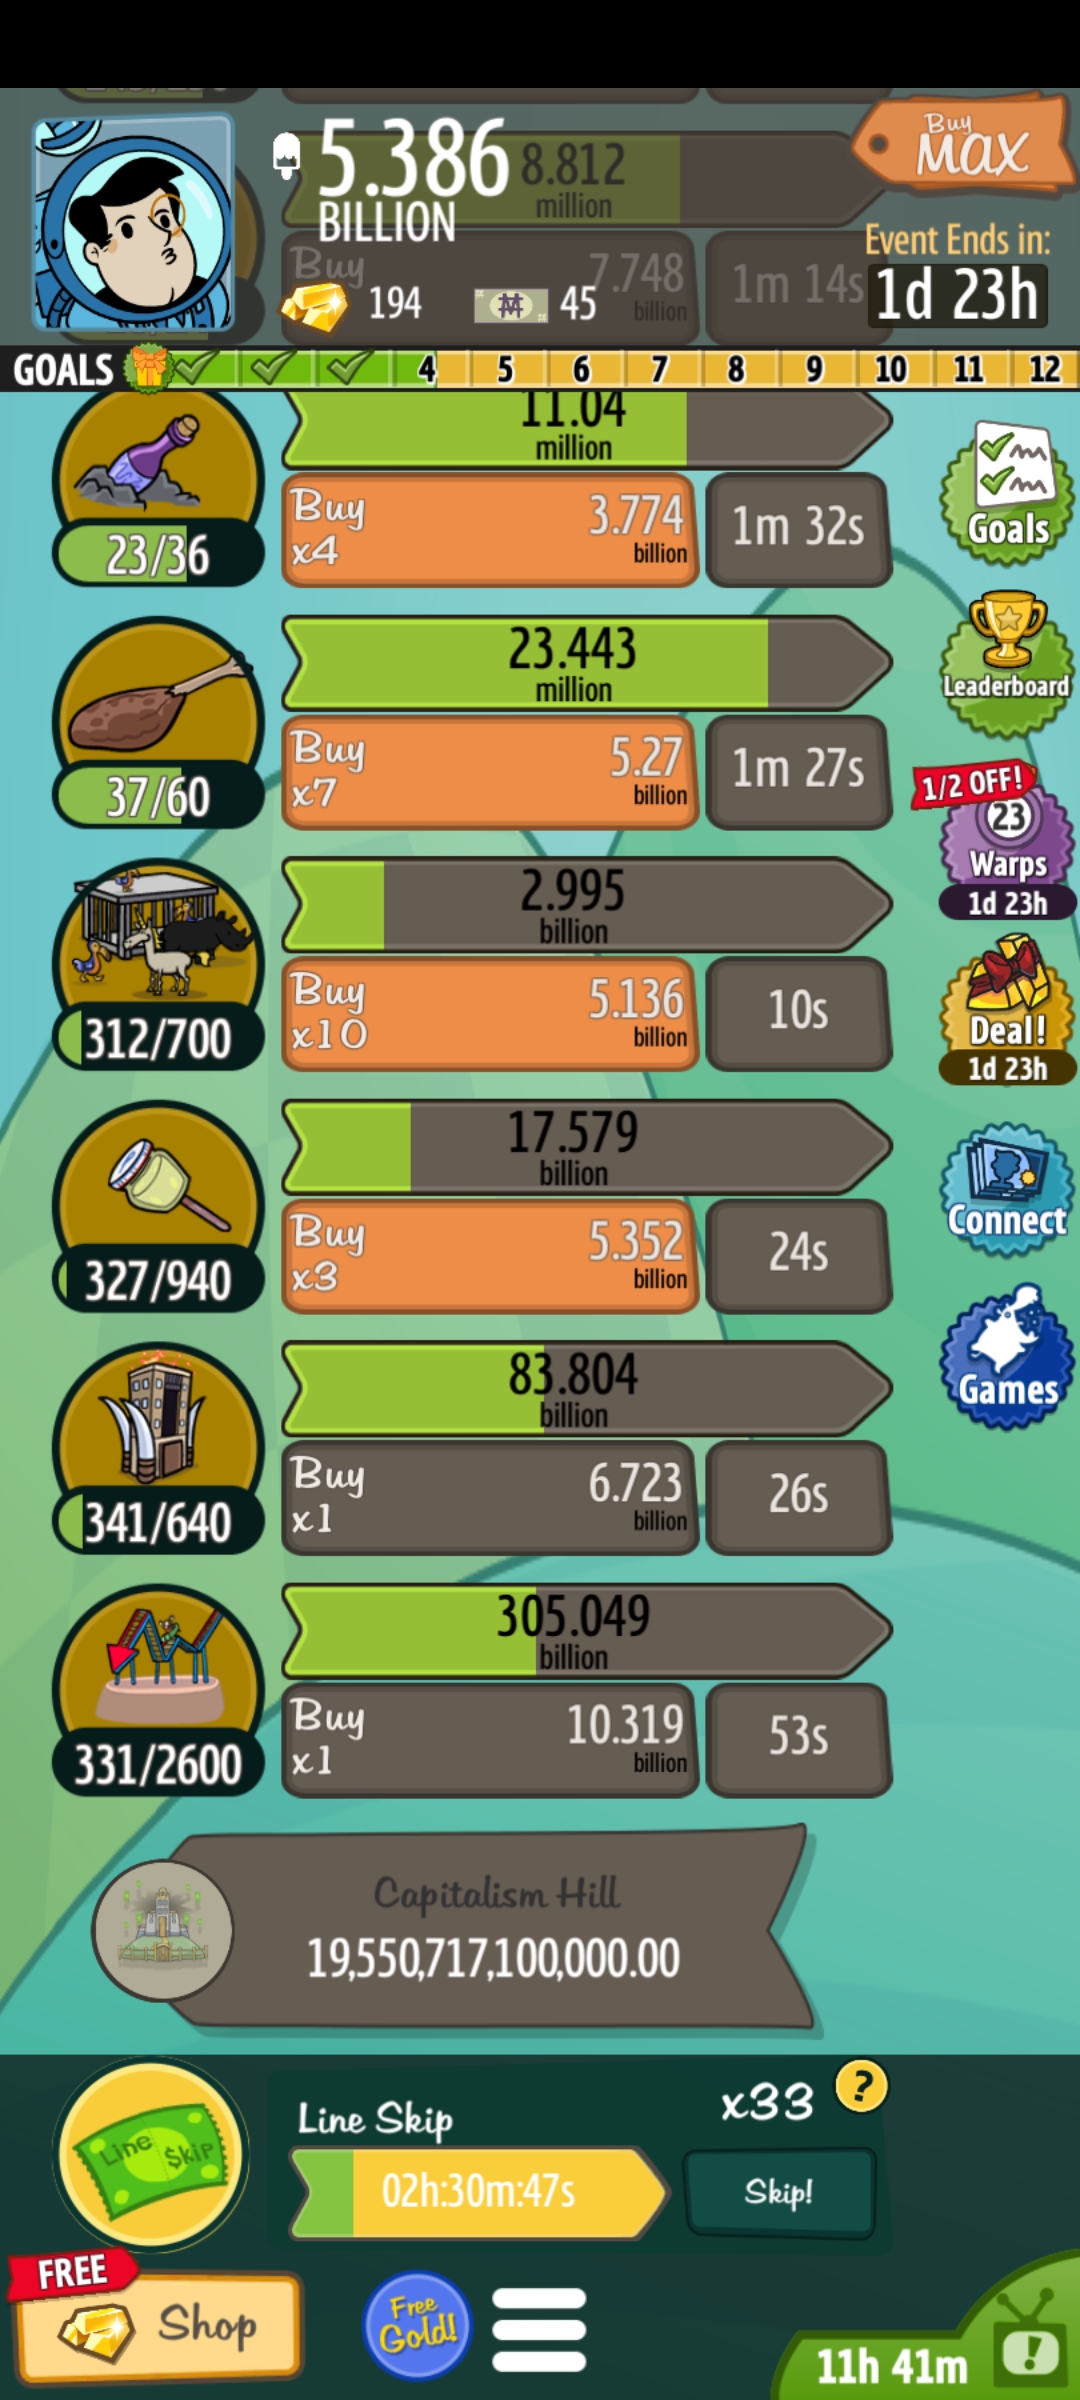 5.386
BILLION
8.812
million
Buy
MAX
Buy
7.748
billion
1m 14s
194
45
Event Ends in:
1d 23h
GOALS
4
5
6
7
8
9
10
11
12
11.04
million
Buy
x4
3.774
billion
1m 32s
23/36
Goals
23.443
million
Buy
x7
5.27
billion
1m 27s
37/60
Leaderboard
1/2 OFF!
23
Warps
1d 23h
2.995
billion
Buy
x10
5.136
billion
10s
312/700
Deal!
1d 23h
17.579
billion
Buy
x3
5.352
billion
24s
327/940
Connect
83.804
billion
Buy
x1
6.723
billion
26s
341/640
Games
305.049
billion
Buy
x1
10.319
billion
53s
331/2600
Capitalism Hill
19,550,717,100,000.00
Line Skip
Line $kip
x33
?
02h:30m:47s
Skip!
FREE
Shop
Free
Gold!
11h 41m
!